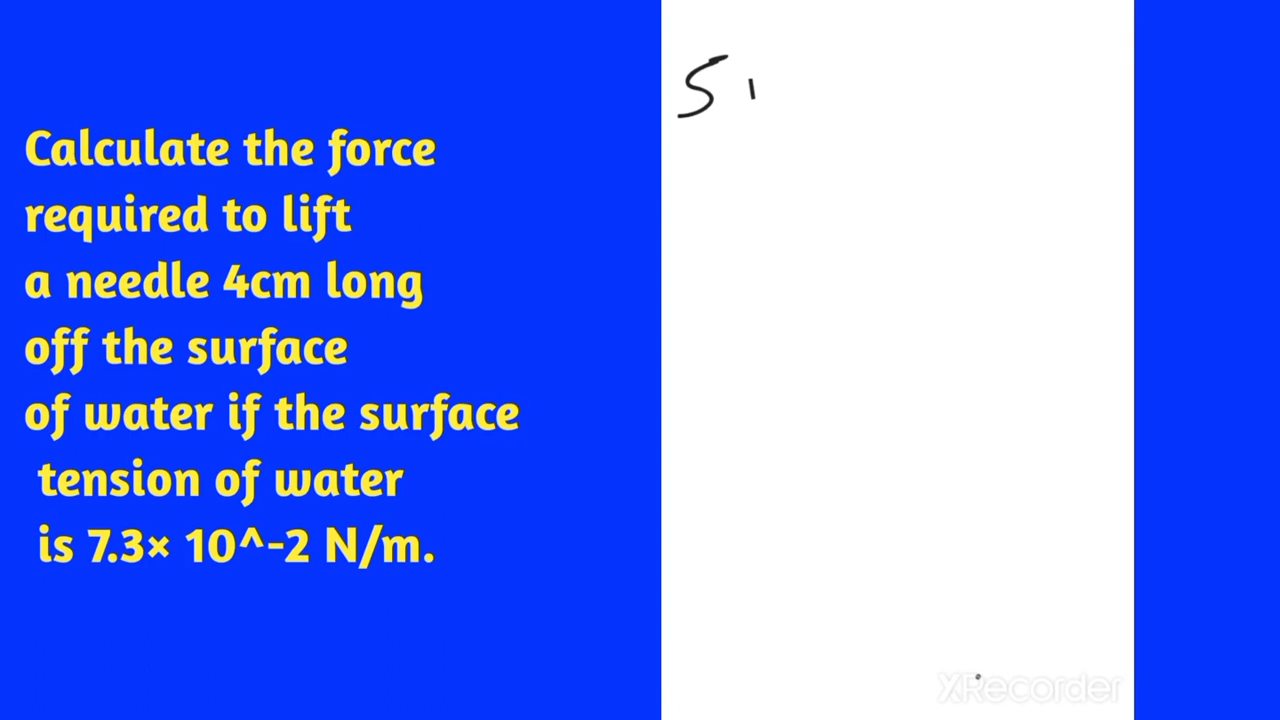 Calculate the force
required to lift
a needle 4cm long
off the surface
of water if the surface
tension of water
is 7.3× 10^-2 N/m.
S
XRecorder